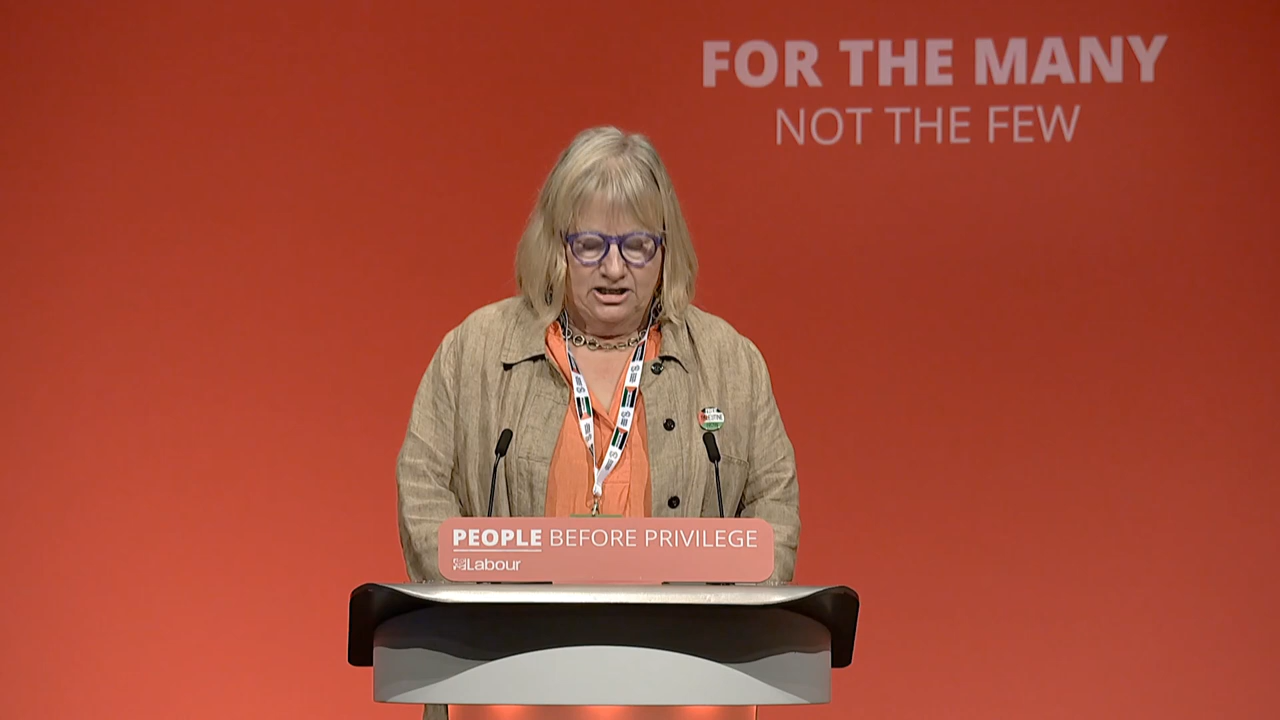 FOR THE MANY
NOT THE FEW
PEOPLE BEFORE PRIVILEGE
Labour